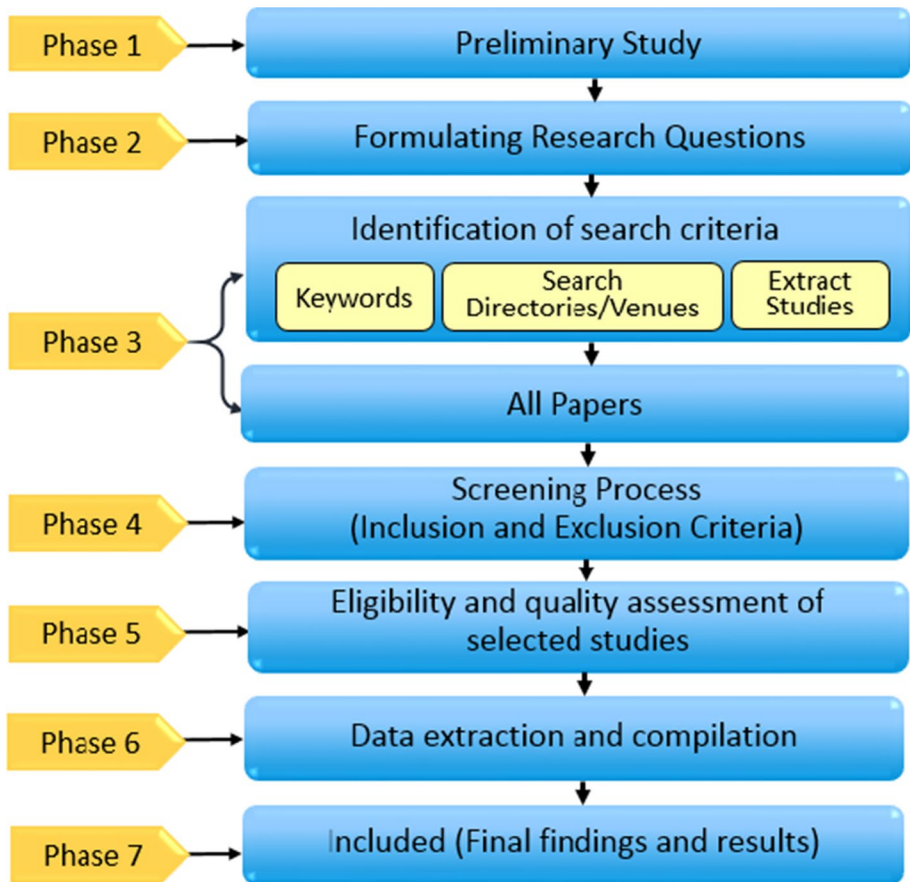 Phase 1
Preliminary Study
Phase 2
Formulating Research Questions
Phase 3
Identification of search criteria
Keywords
Search
Directories/Venues
Extract
Studies
All Papers
Phase 4
Screening Process
(Inclusion and Exclusion Criteria)
Phase 5
Eligibility and quality assessment of
selected studies
Phase 6
Data extraction and compilation
Phase 7
Included (Final findings and results)